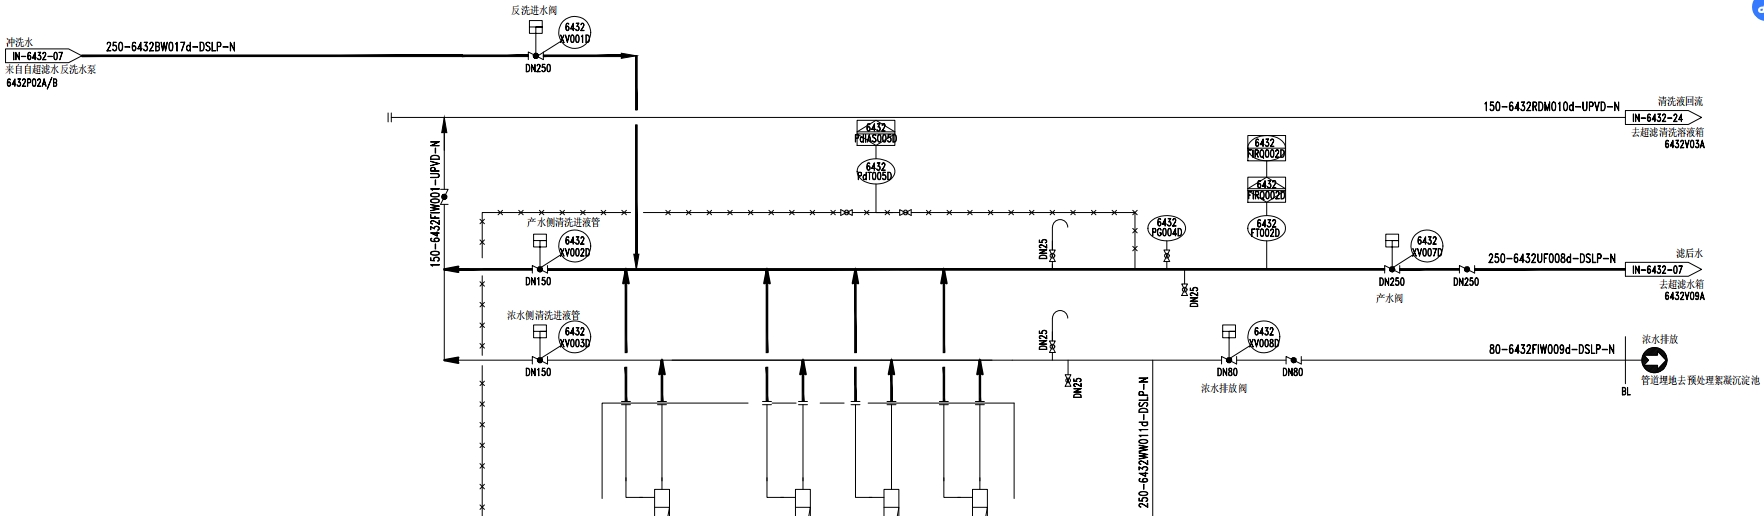 反洗进水阀
6432
XV001D
DN250
冲洗水
IN-6432-07
来自自超滤水反洗水泵
6432P02A/B
250-6432BW017d-DSLP-N
150-6432RDM010d-UPVD-N
清洗液回流
IN-6432-24
去超滤清洗溶液箱
6432V03A
6432
PdIAS005D
6432
PdT005D
6432
FIRQ002D
6432
FIRQ002D
6432
FT002D
150-6432FIW001-UPVD-N
产水侧清洗进液管
6432
XV002D
DN150
DN25
6432
PG004D
DN25
6432
XV007D
DN250
产水阀
DN250
250-6432UF008d-DSLP-N
滤后水
IN-6432-07
去超滤水箱
6432V09A
浓水侧清洗进液管
6432
XV003D
DN150
DN25
DN25
6432
XV008D
DN80
浓水排放阀
DN80
80-6432FIW009d-DSLP-N
浓水排放
管道埋地去预处理絮凝沉淀池
BL
250-6432WW011d-DSLP-N